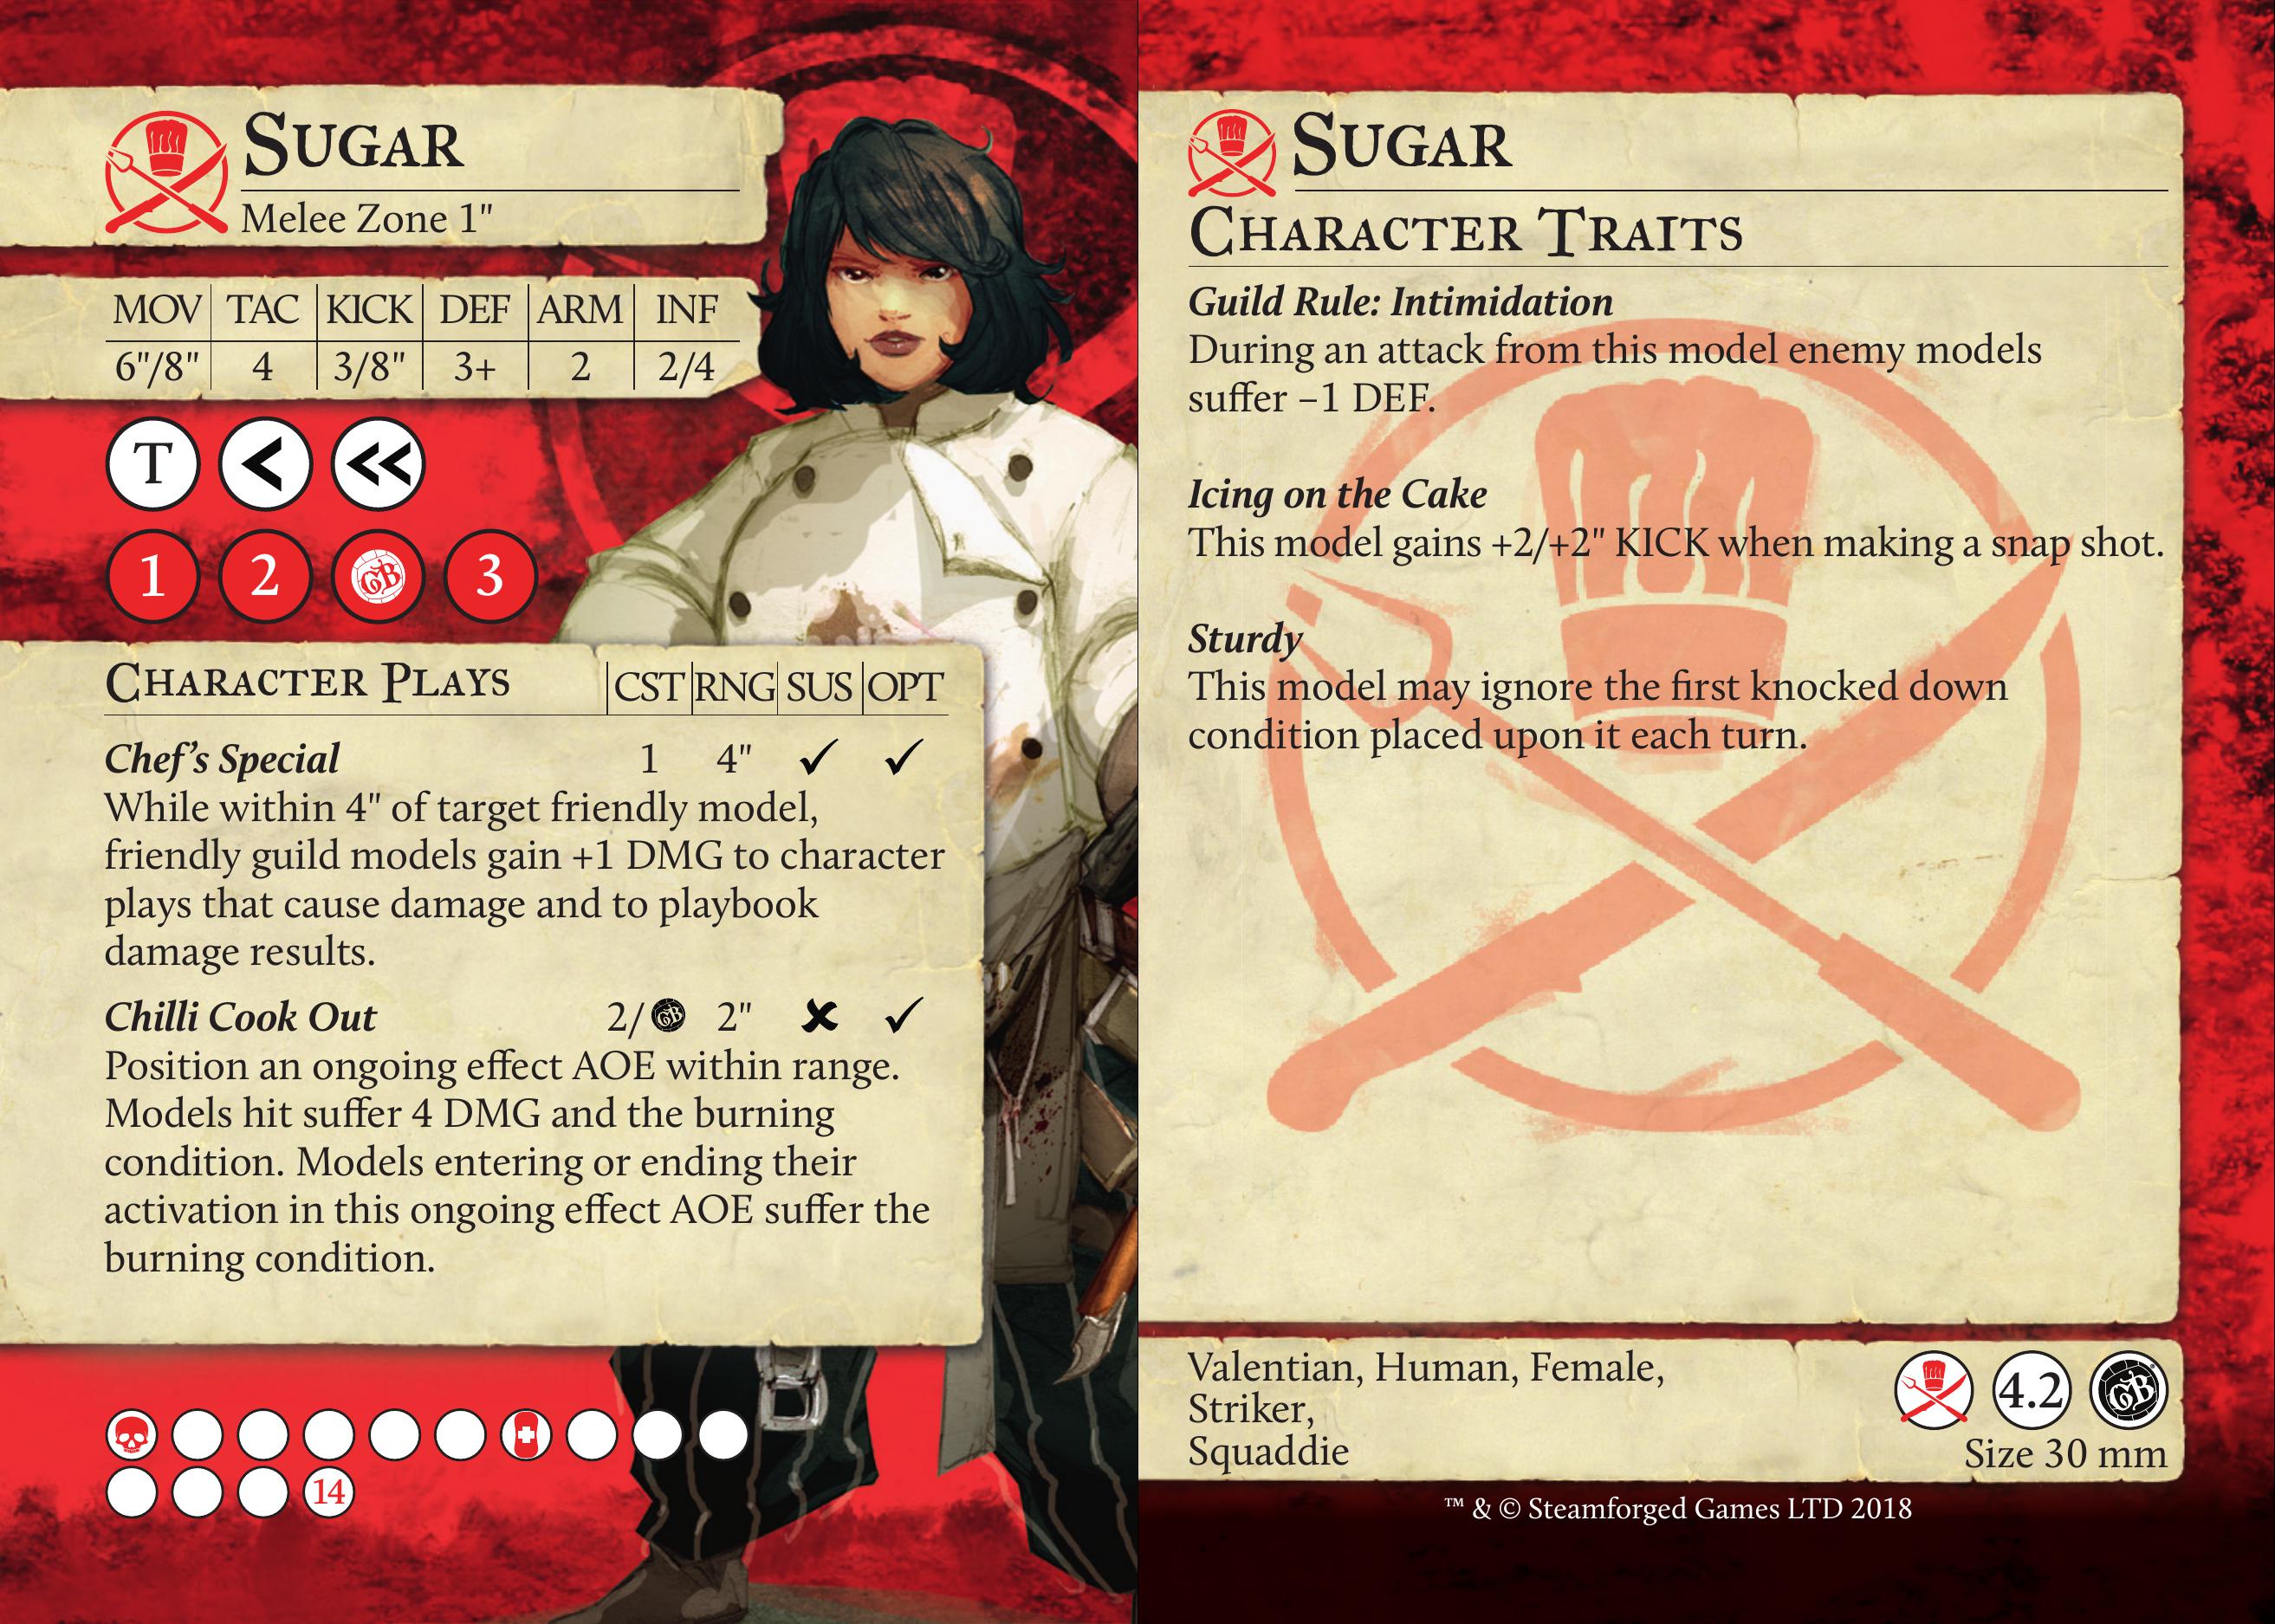 SUGAR
Melee Zone 1"
MOV TAC KICK DEF ARM INF
6"/8" 4 3/8" 3+ 2 2/4
T < <<
1 2 GB 3
CHARACTER PLAYS CST RNG SUS OPT
Chef's Special 1 4" ✓ ✓
While within 4" of target friendly model,
friendly guild models gain +1 DMG to character
plays that cause damage and to playbook
damage results.
Chilli Cook Out 2/GB 2" ✘ ✓
Position an ongoing effect AOE within range.
Models hit suffer 4 DMG and the burning
condition. Models entering or ending their
activation in this ongoing effect AOE suffer the
burning condition.
14
SUGAR
CHARACTER TRAITS
Guild Rule: Intimidation
During an attack from this model enemy models
suffer −1 DEF.
Icing on the Cake
This model gains +2/+2" KICK when making a snap shot.
Sturdy
This model may ignore the first knocked down
condition placed upon it each turn.
Valentian, Human, Female,
Striker,
Squaddie
4.2 GB
Size 30 mm
™ & © Steamforged Games LTD 2018